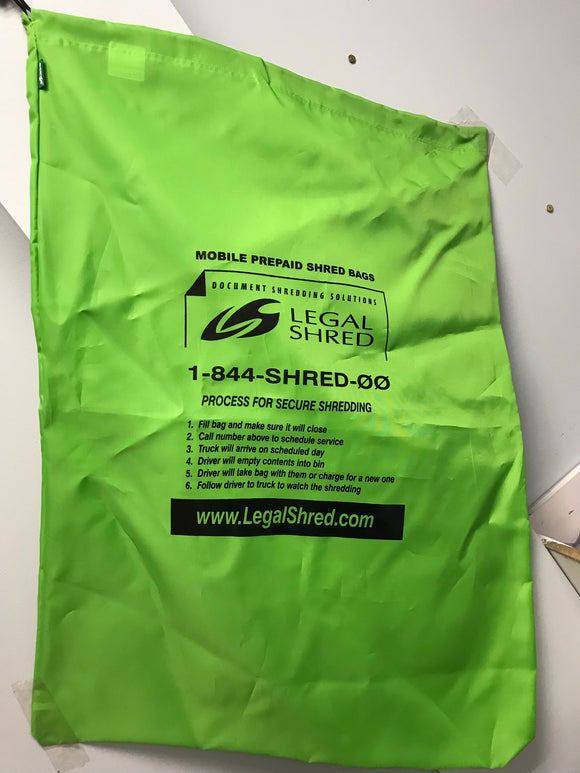 MOBILE PREPAID SHRED BAGS
DOCUMENT SHREDDING SOLUTIONS
LEGAL
SHRED
1-844-SHRED-ØØ
PROCESS FOR SECURE SHREDDING
1. Fill bag and make sure it will close
2. Call number above to schedule service
3. Truck will arrive on scheduled day
4. Driver will empty contents into bin
5. Driver will take bag with them or charge for a new one
6. Follow driver to truck to watch the shredding
www.LegalShred.com